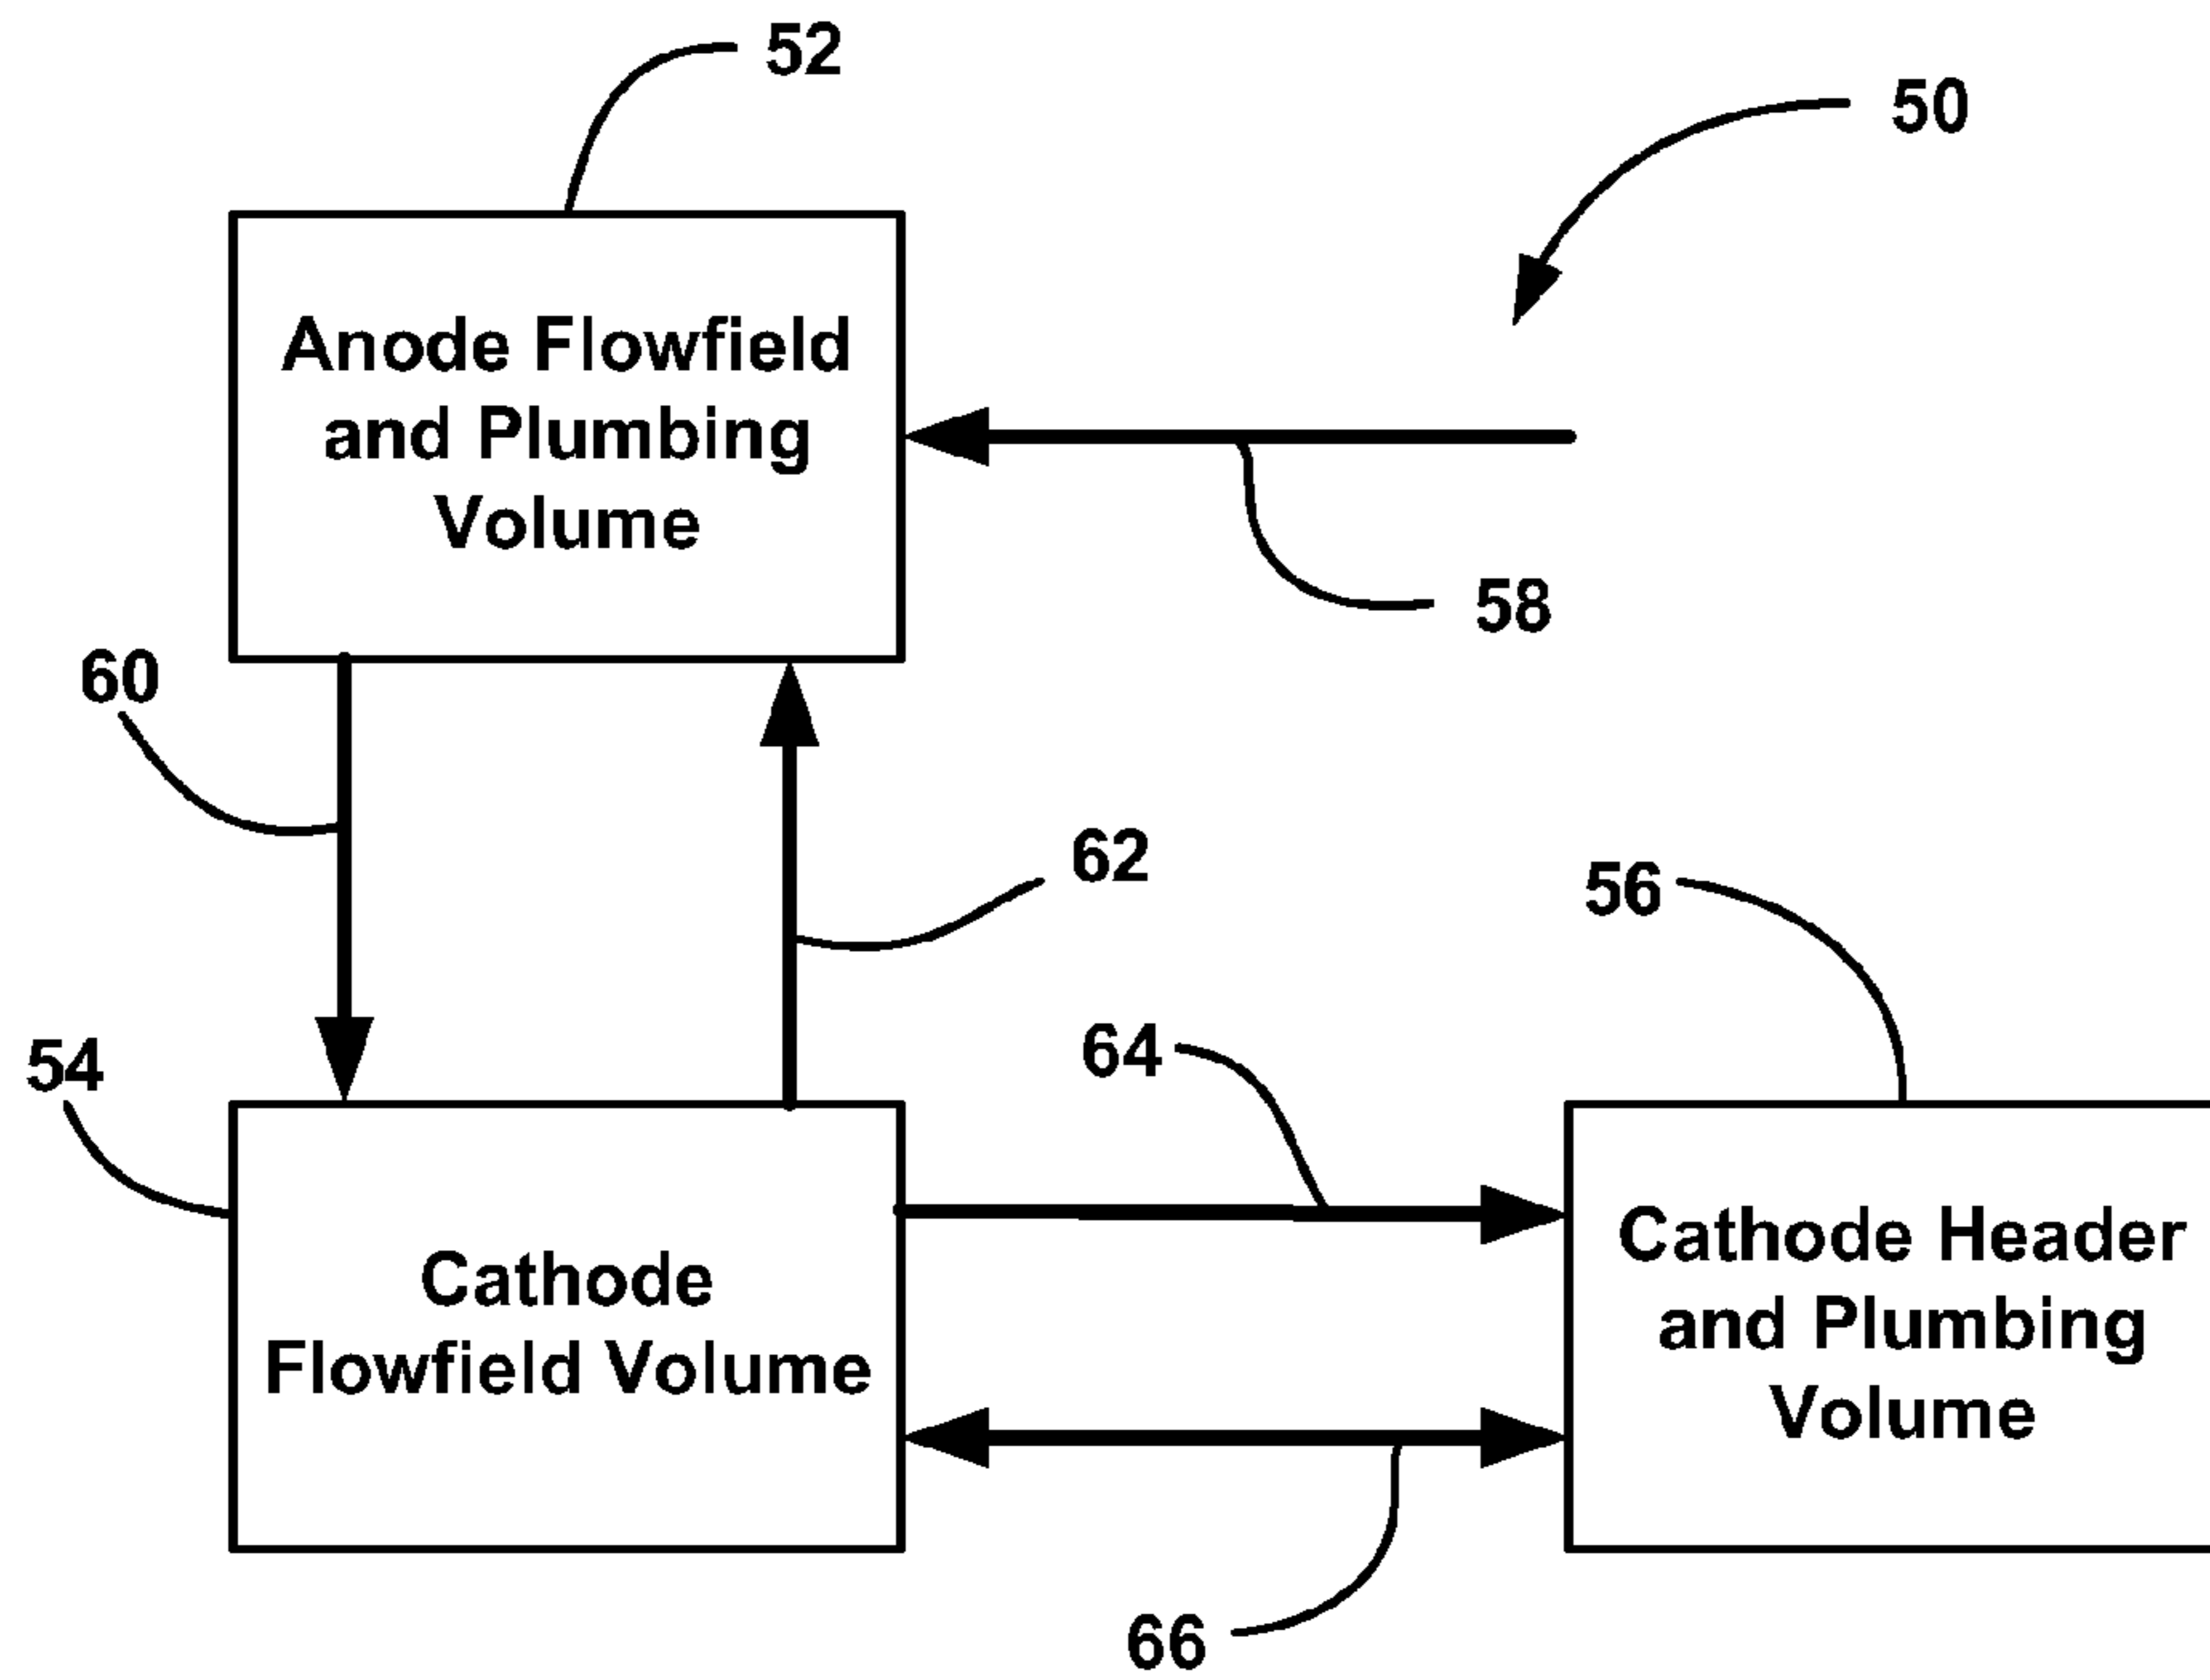 52
50
Anode Flowfield
and Plumbing
Volume
58
60
62
56
64
54
Cathode
Flowfield Volume
Cathode Header
and Plumbing
Volume
66